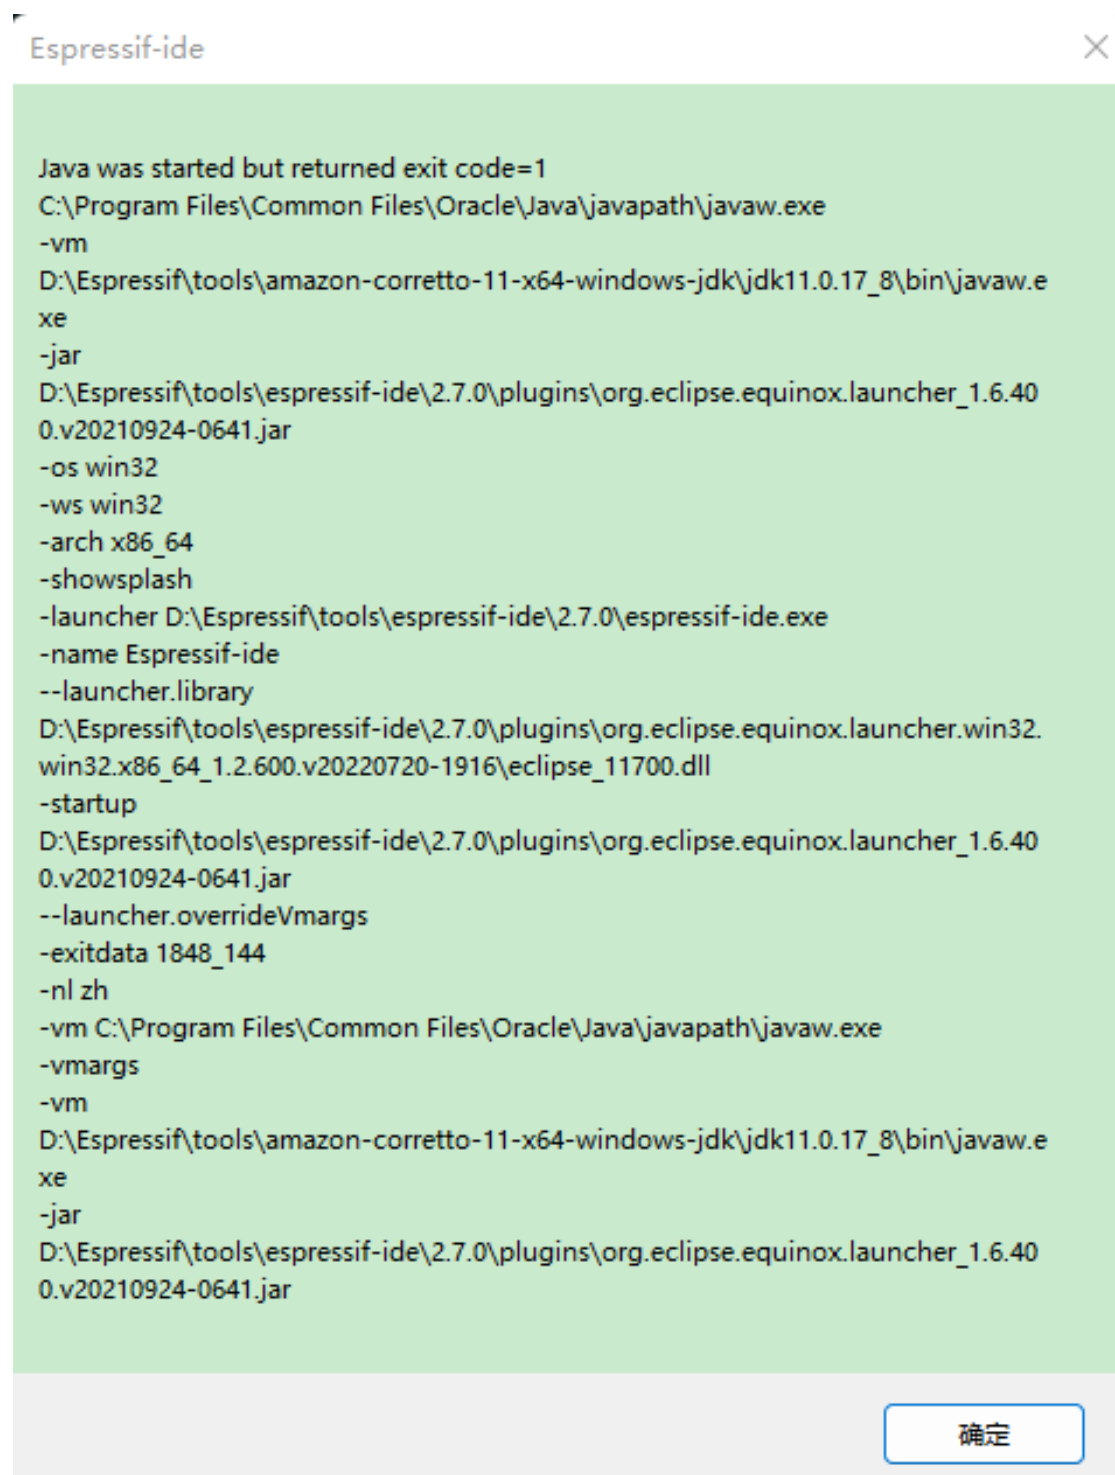 Espressif-ide
Java was started but returned exit code=1
C:\Program Files\Common Files\Oracle\Java\javapath\javaw.exe
-vm
D:\Espressif\tools\amazon-corretto-11-x64-windows-jdk\jdk11.0.17_8\bin\javaw.e
xe
-jar
D:\Espressif\tools\espressif-ide\2.7.0\plugins\org.eclipse.equinox.launcher_1.6.40
0.v20210924-0641.jar
-os win32
-ws win32
-arch x86_64
-showsplash
-launcher D:\Espressif\tools\espressif-ide\2.7.0\espressif-ide.exe
-name Espressif-ide
--launcher.library
D:\Espressif\tools\espressif-ide\2.7.0\plugins\org.eclipse.equinox.launcher.win32.
win32.x86_64_1.2.600.v20220720-1916\eclipse_11700.dll
-startup
D:\Espressif\tools\espressif-ide\2.7.0\plugins\org.eclipse.equinox.launcher_1.6.40
0.v20210924-0641.jar
--launcher.overrideVmargs
-exitdata 1848_144
-nl zh
-vm C:\Program Files\Common Files\Oracle\Java\javapath\javaw.exe
-vmargs
-vm
D:\Espressif\tools\amazon-corretto-11-x64-windows-jdk\jdk11.0.17_8\bin\javaw.e
xe
-jar
D:\Espressif\tools\espressif-ide\2.7.0\plugins\org.eclipse.equinox.launcher_1.6.40
0.v20210924-0641.jar
确定